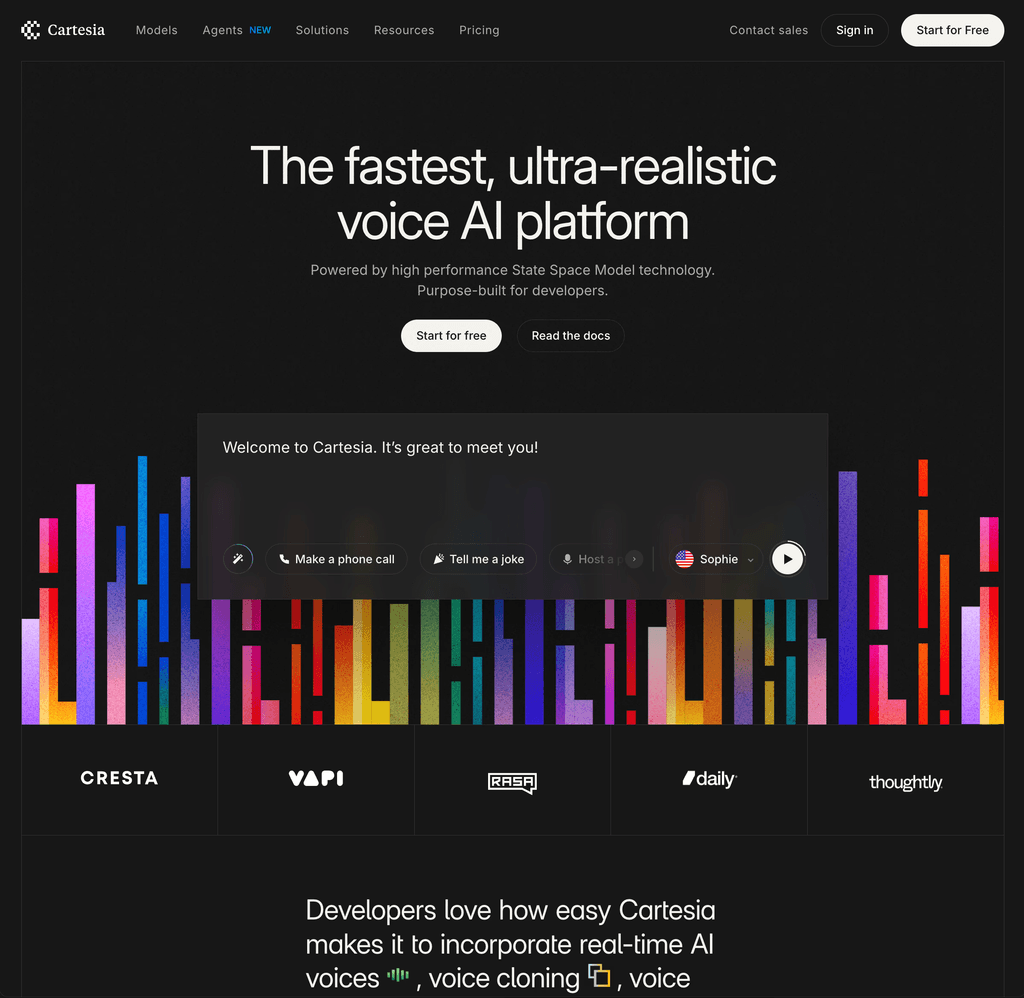 Cartesia
Models
Agents NEW
Solutions
Resources
Pricing
Contact sales
Sign in
Start for Free
The fastest, ultra-realistic
voice AI platform
Powered by high performance State Space Model technology.
Purpose-built for developers.
Start for free
Read the docs
Welcome to Cartesia. It's great to meet you!
Make a phone call
Tell me a joke
Host a
Sophie
CRESTA
VAPI
RASA
daily
thoughtly
Developers love how easy Cartesia
makes it to incorporate real-time AI
voices , voice cloning , voice